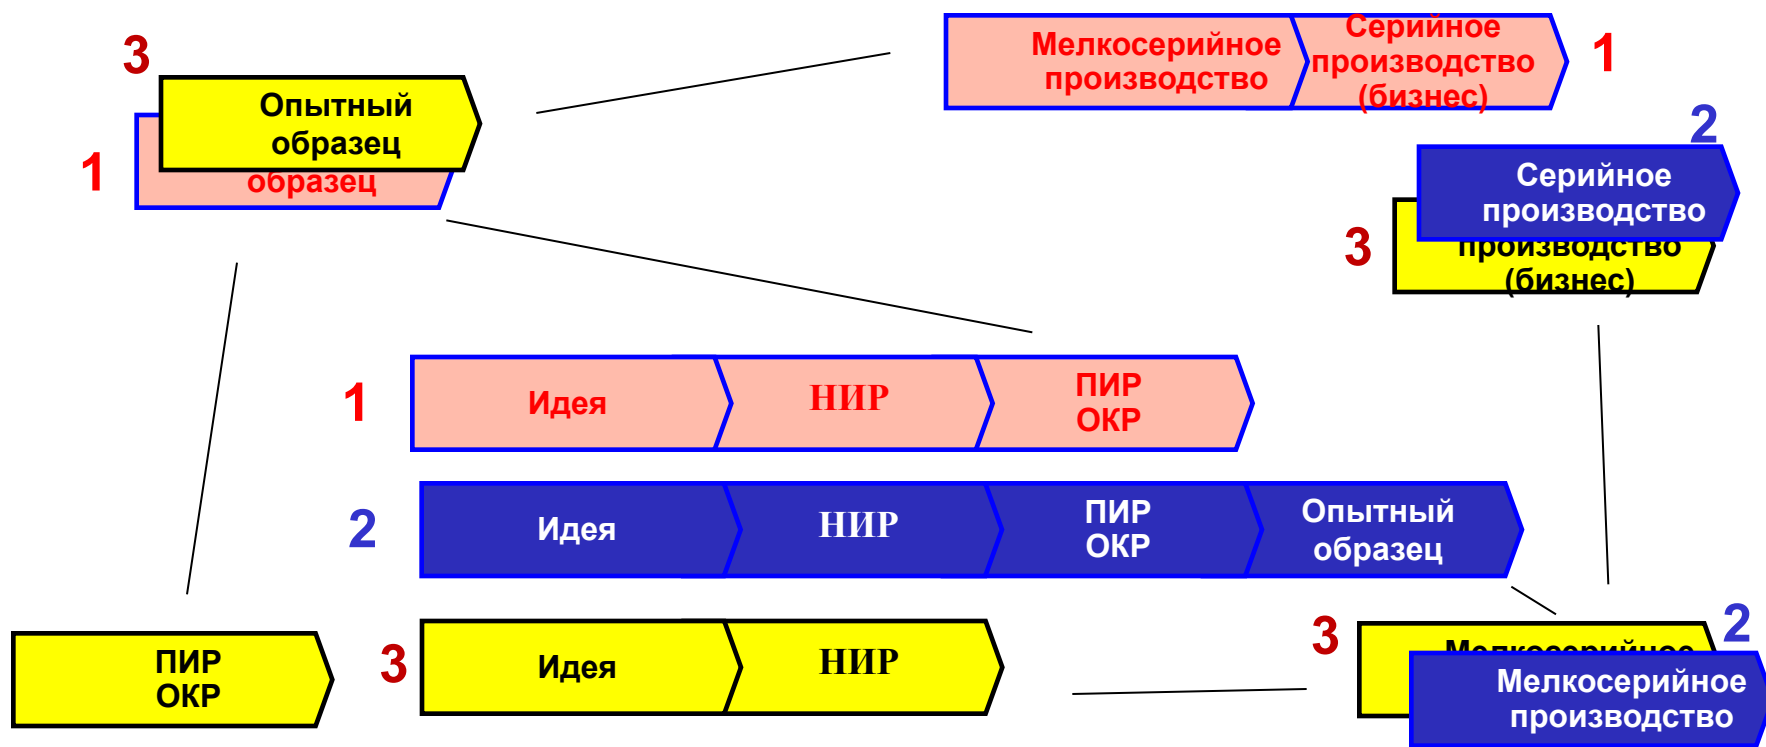 3
Опытный
образец
1
образец
Мелкосерийное
производство
Серийное
производство
(бизнес)
1
2
Серийное
производство
3
производство
(бизнес)
1
Идея
НИР
ПИР
ОКР
2
Идея
НИР
ПИР
ОКР
Опытный
образец
ПИР
ОКР
3
Идея
НИР
3
Мелкосерийное
2
Мелкосерийное
производство